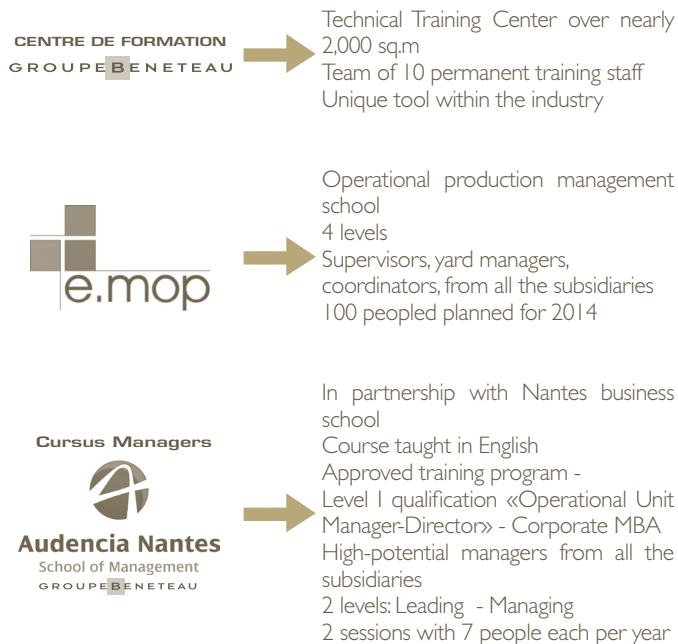 CENTRE DE FORMATION
GROUPE BENETEAU
Technical Training Center over nearly
2,000 sq.m
Team of 10 permanent training staff
Unique tool within the industry
e.mop
Operational production management
school
4 levels
Supervisors, yard managers,
coordinators, from all the subsidiaries
100 peopled planned for 2014
Cursus Managers
Audencia Nantes
School of Management
GROUPE BENETEAU
In partnership with Nantes business
school
Course taught in English
Approved training program -
Level I qualification «Operational Unit
Manager-Director» - Corporate MBA
High-potential managers from all the
subsidiaries
2 levels: Leading - Managing
2 sessions with 7 people each per year